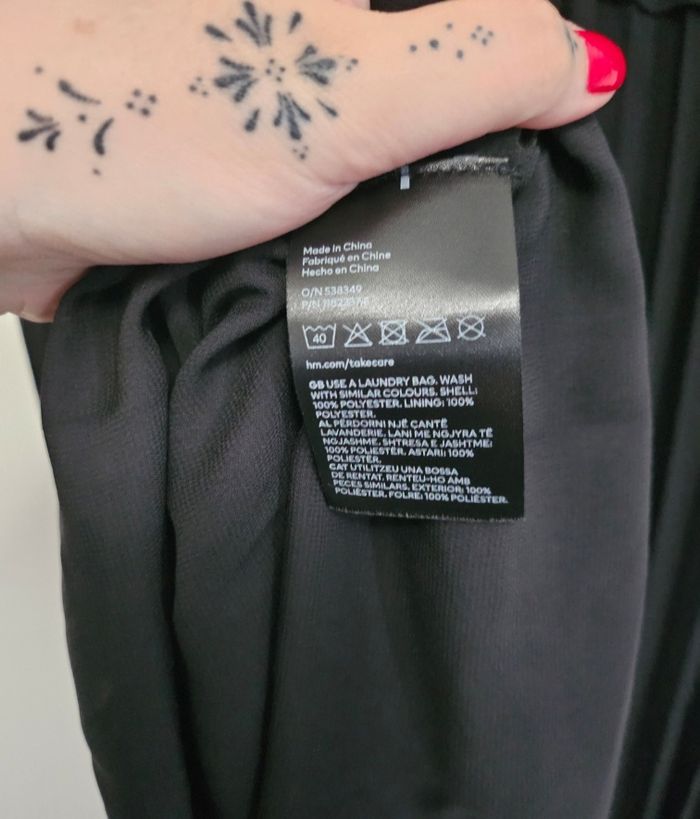 Made in China
Fabriqué en Chine
Hecho en China
O/N 538349
P/N
40
hm.com/takecare
GB USE A LAUNDRY BAG. WASH
WITH SIMILAR COLOURS. SHELL:
100% POLYESTER. LINING: 100%
POLYESTER.
AL PËRDORNI NJË ÇANTË
LAVANDERIE. LANI ME NGJYRA TË
NGJASHME. SHTRESA E JASHTME:
100% POLIESTËR. ASTARI: 100%
POLIESTËR.
CAT UTILITZEU UNA BOSSA
DE RENTAT. RENTEU-HO AMB
PECES SIMILARS. EXTERIOR: 100%
POLIÈSTER. FOLRE: 100% POLIÈSTER.